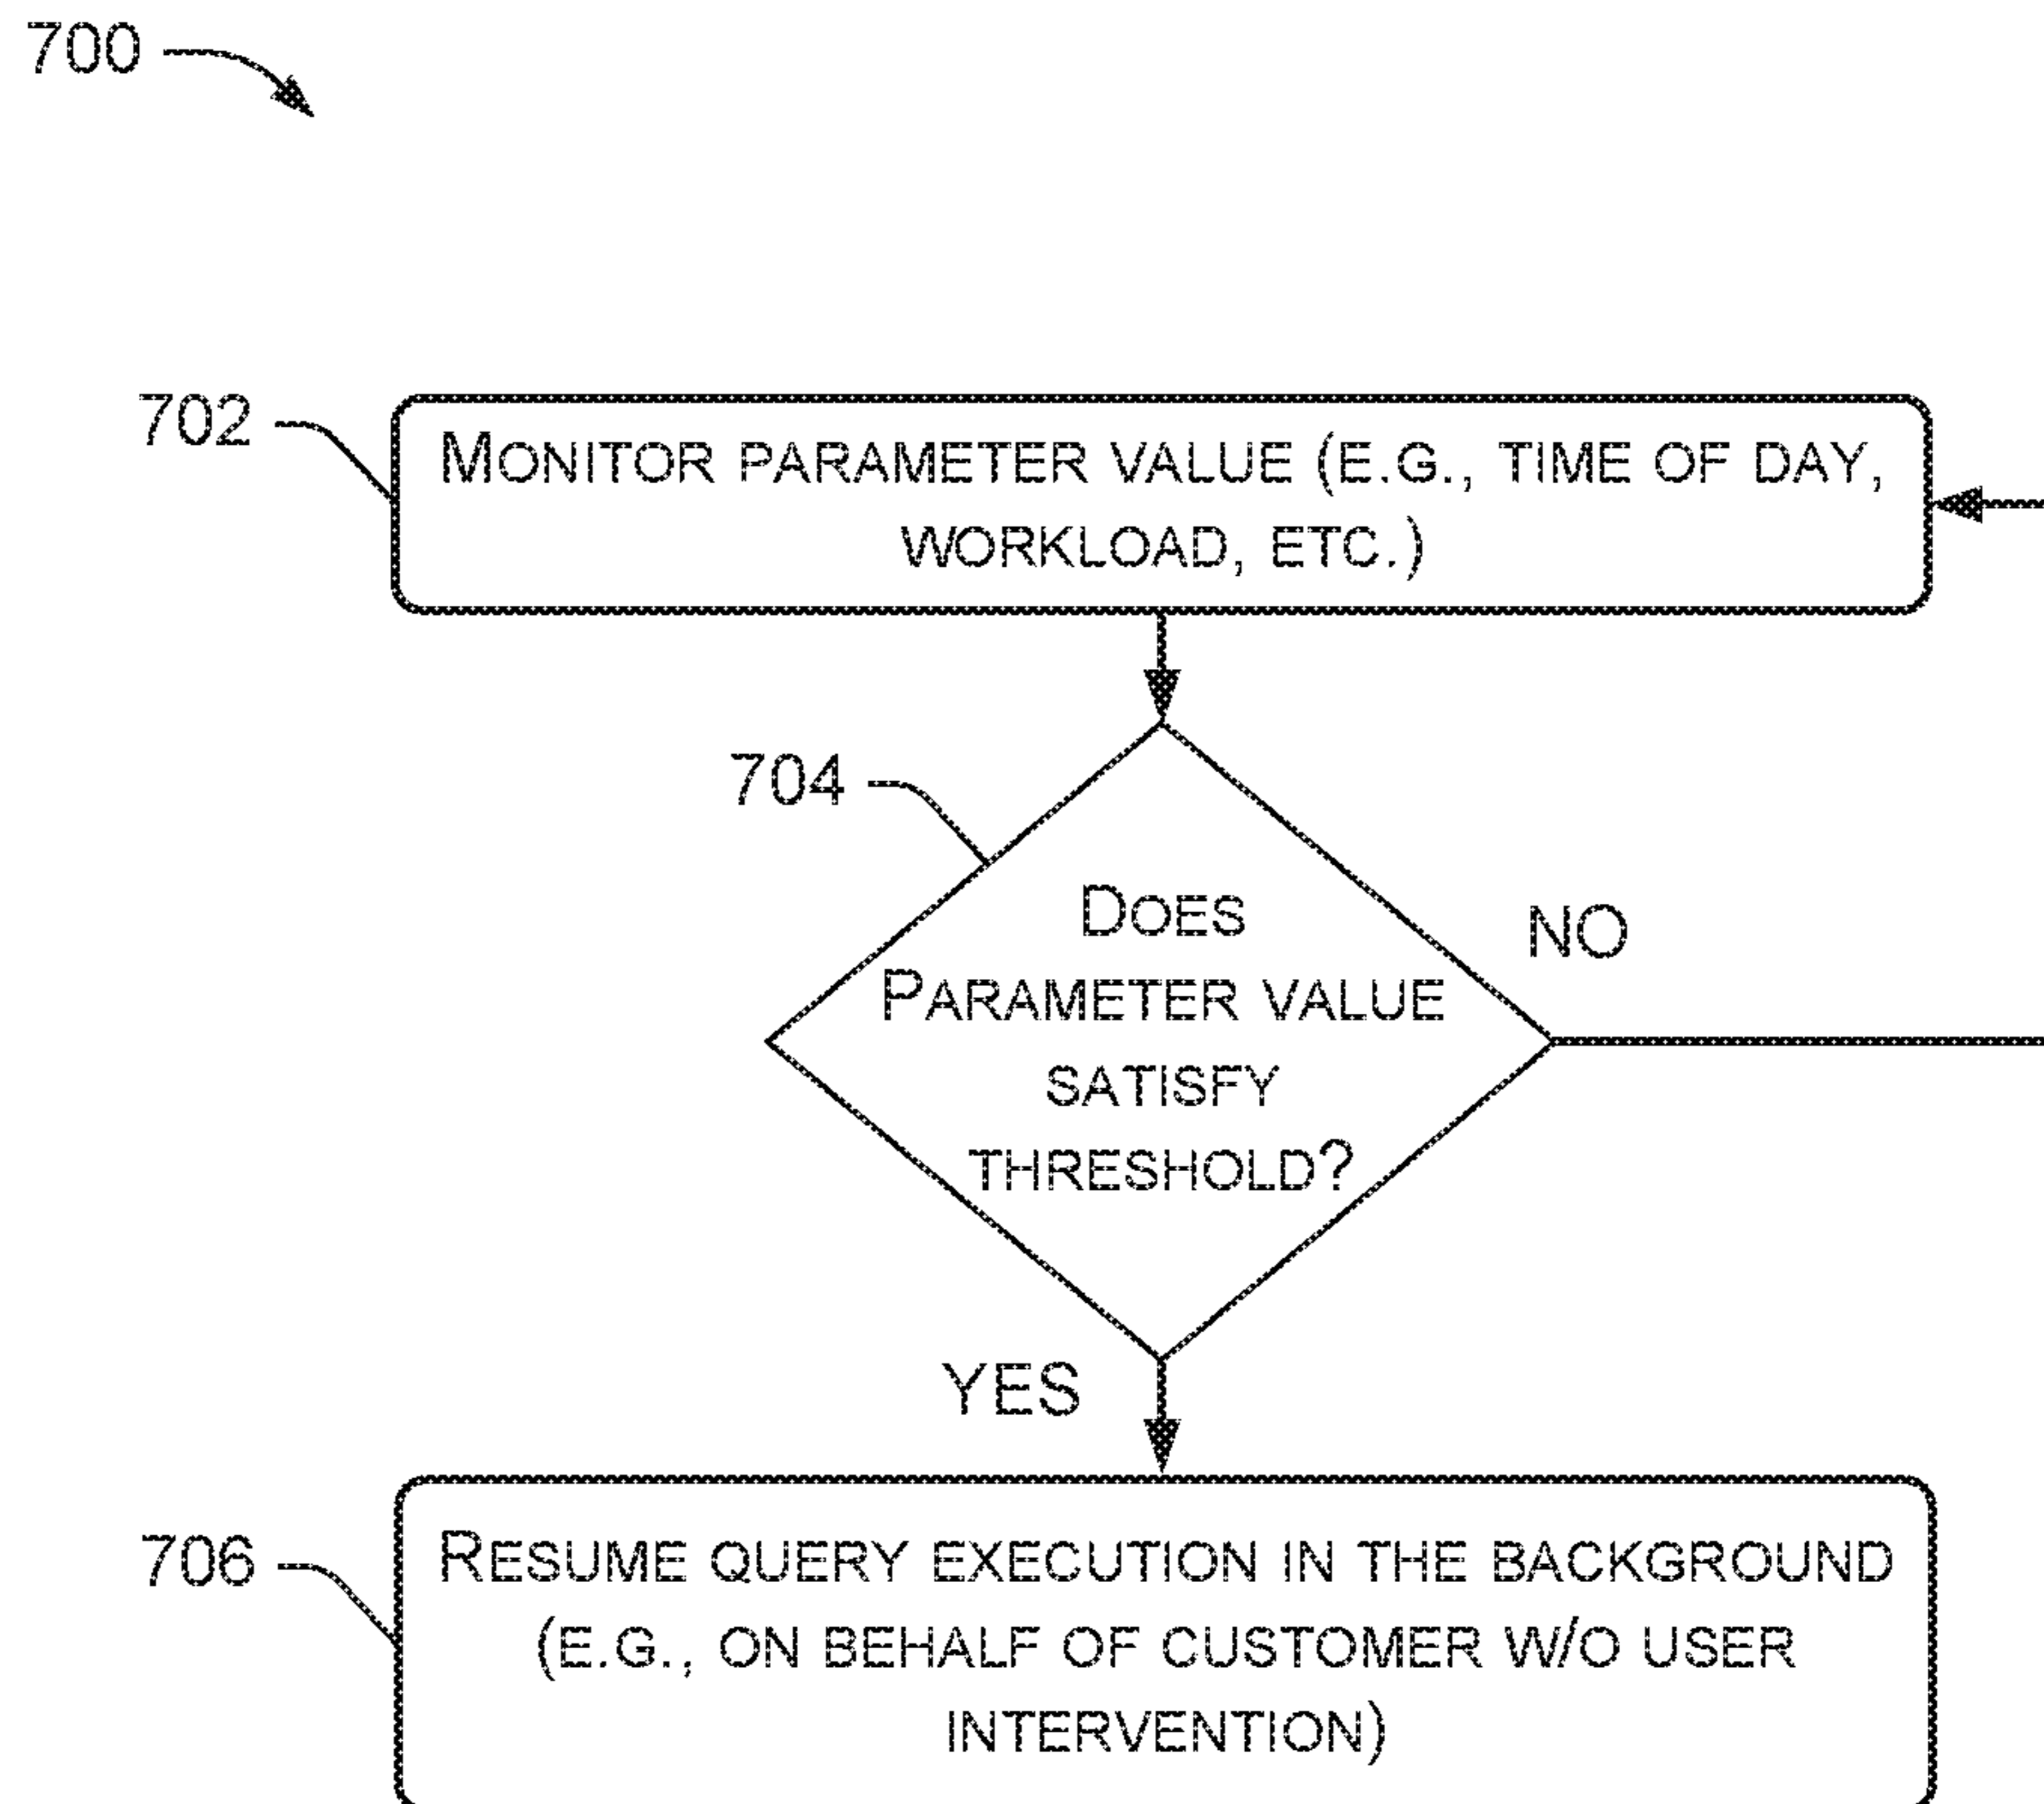 700
702
MONITOR PARAMETER VALUE (E.G., TIME OF DAY,
WORKLOAD, ETC.)
704
DOES
PARAMETER VALUE
SATISFY
THRESHOLD?
NO
YES
706
RESUME QUERY EXECUTION IN THE BACKGROUND
(E.G., ON BEHALF OF CUSTOMER W/O USER
INTERVENTION)